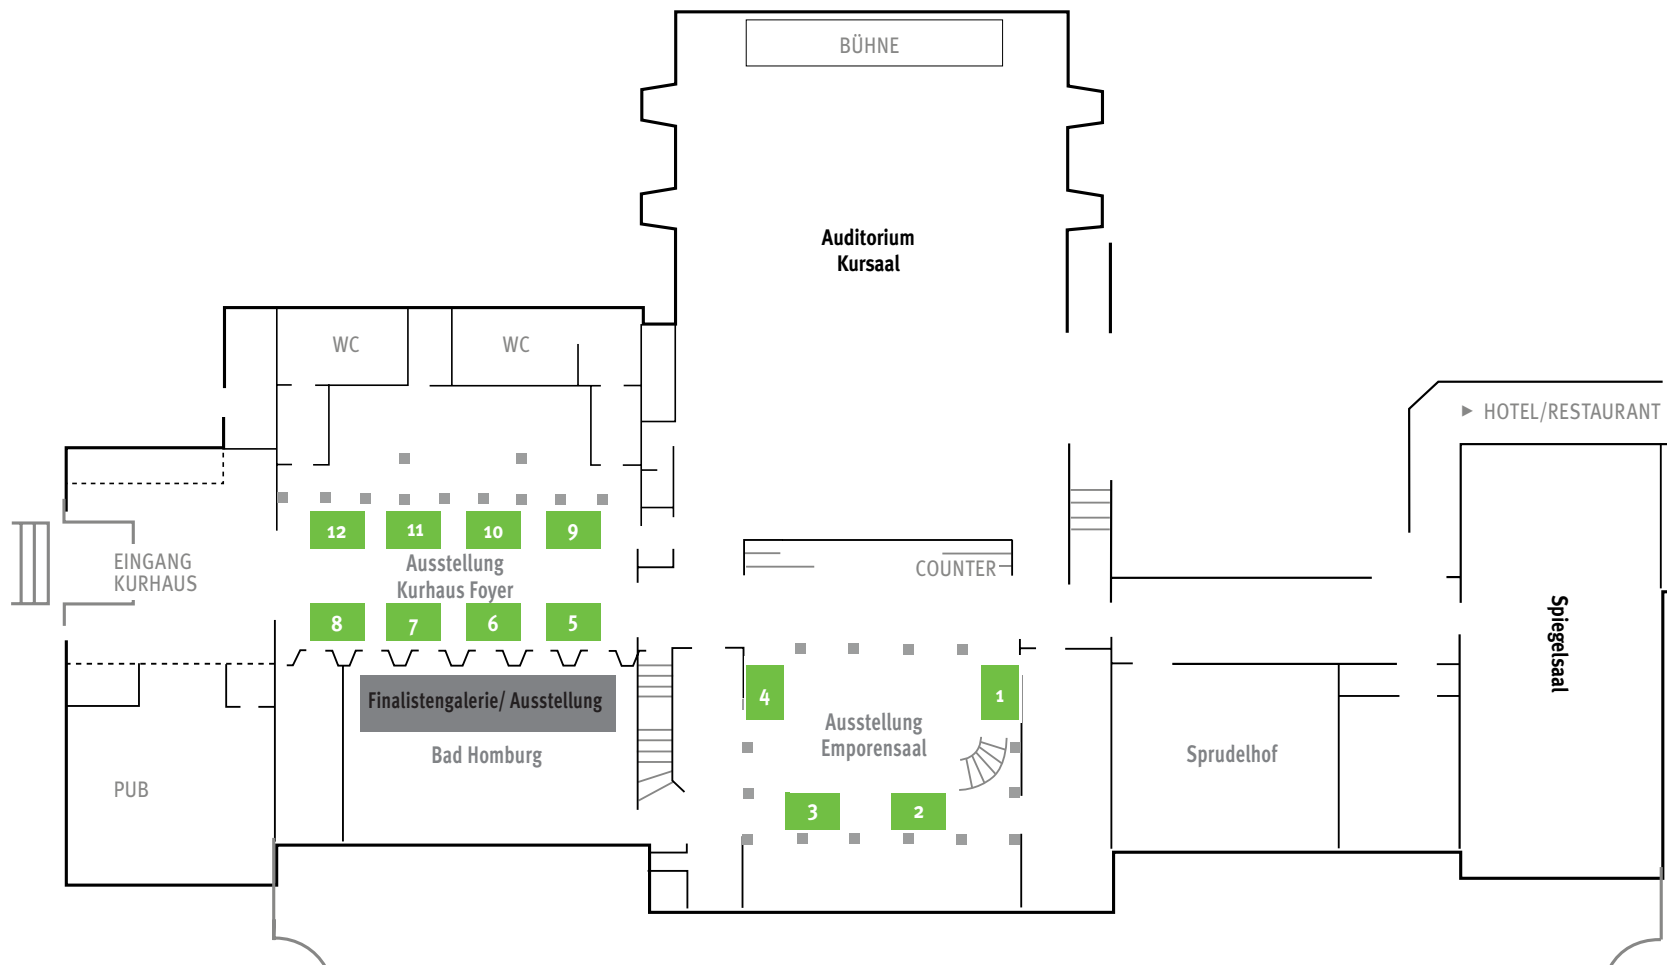 BÜHNE
Auditorium
Kursaal
WC
WC
▶ HOTEL/RESTAURANT
12
11
10
9
EINGANG
KURHAUS
Ausstellung
Kurhaus Foyer
COUNTER
8
7
6
5
Spiegelsaal
Finalistengalerie/ Ausstellung
4
1
Ausstellung
Emporensaal
Bad Homburg
Sprudelhof
PUB
3
2